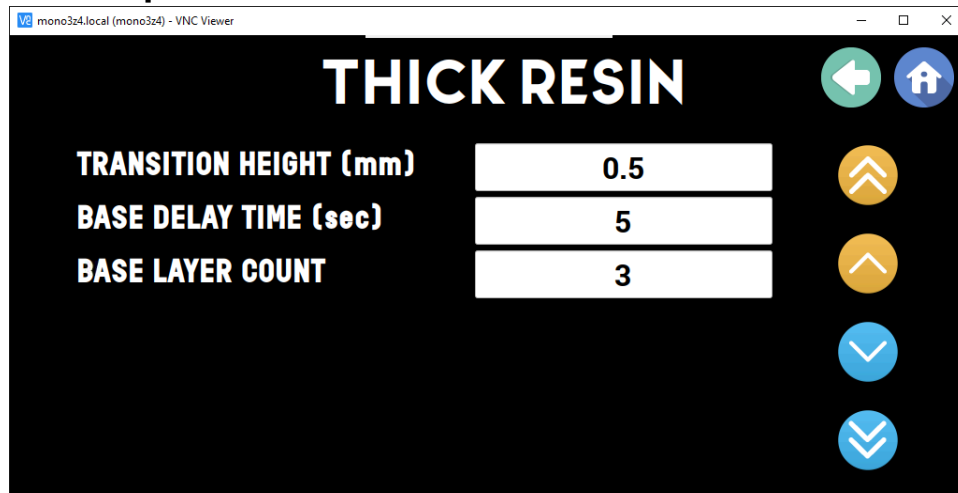 mono3z4.local (mono3z4) - VNC Viewer
THICK RESIN
TRANSITION HEIGHT (mm) 0.5
BASE DELAY TIME (sec) 5
BASE LAYER COUNT 3